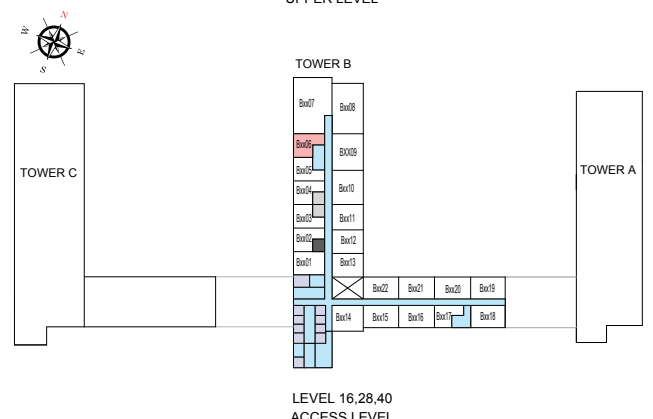 UPPER LEVEL
N
W
E
S
TOWER B
Bxx07
Bxx08
Bxx06
BXX09
Bxx05
TOWER C
TOWER A
Bxx04
Bxx10
Bxx03
Bxx11
Bxx02
Bxx12
Bxx01
Bxx13
Bxx22
Bxx21
Bxx20
Bxx19
Bxx14
Bxx15
Bxx16
Bxx17
Bxx18
LEVEL 16,28,40
ACCESS LEVEL